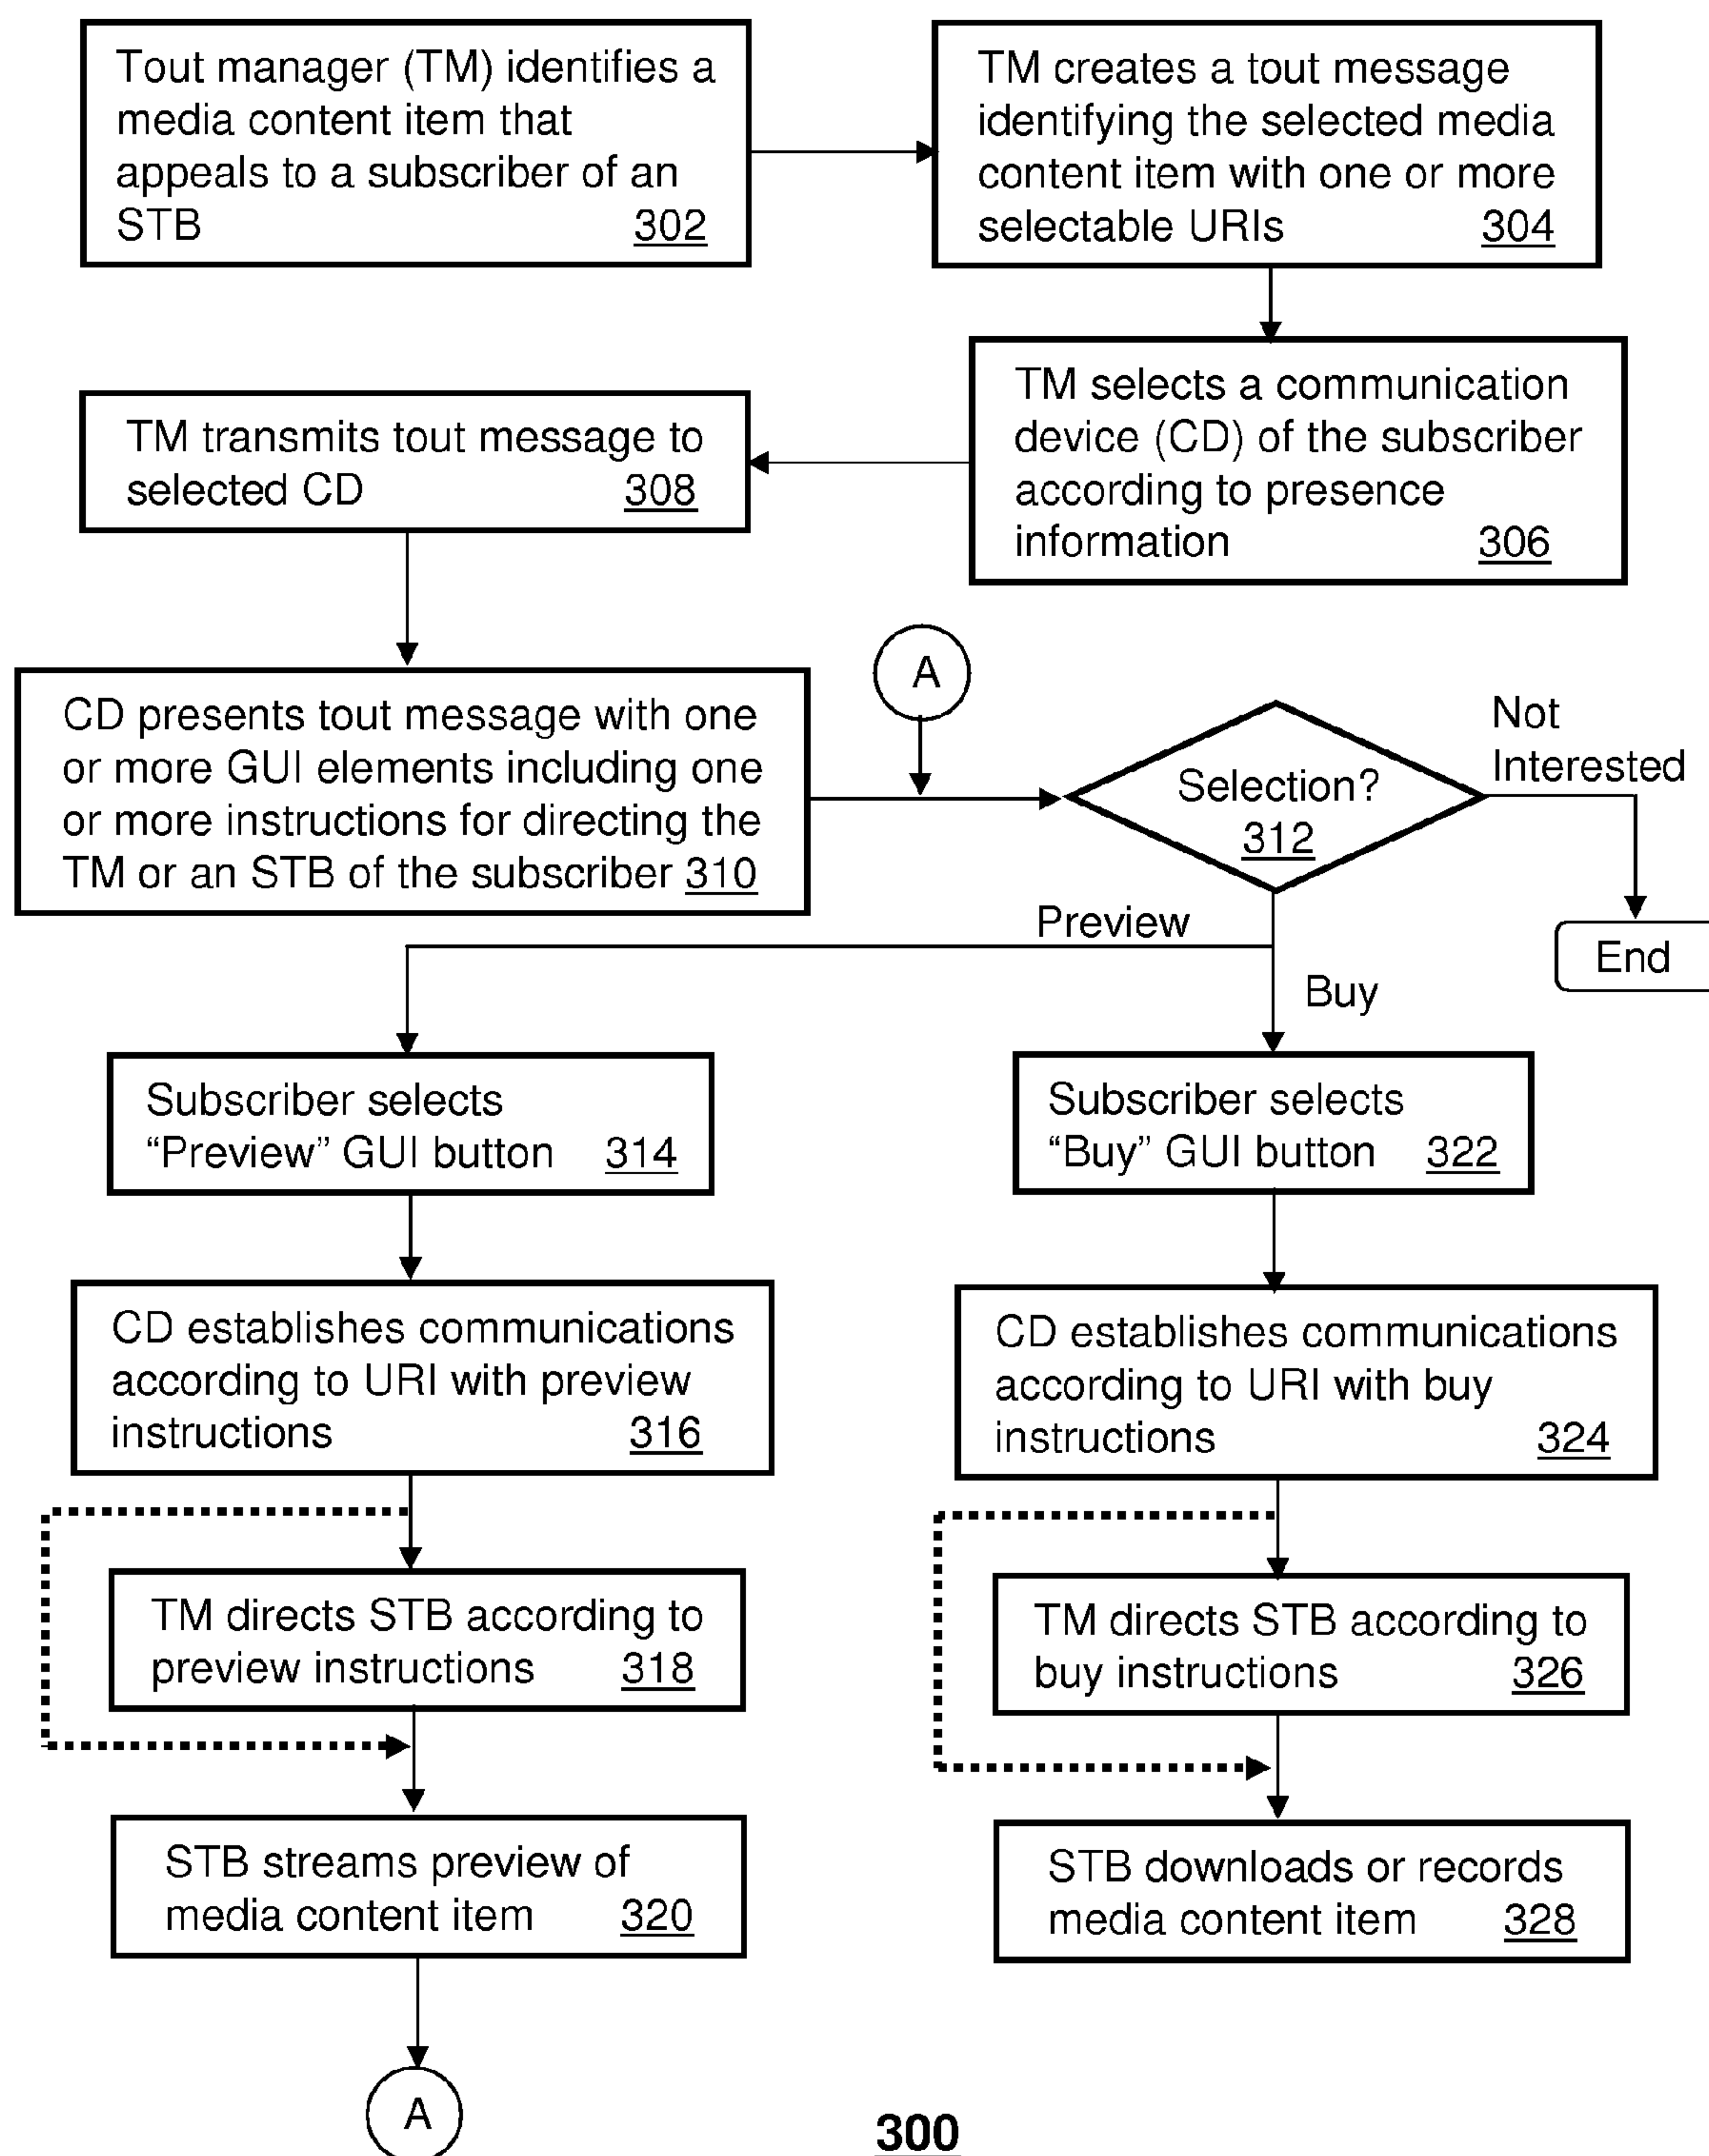 Tout manager (TM) identifies a
media content item that
appeals to a subscriber of an
STB 302
TM creates a tout message
identifying the selected media
content item with one or more
selectable URIs 304
TM selects a communication
device (CD) of the subscriber
according to presence
information 306
TM transmits tout message to
selected CD 308
CD presents tout message with one
or more GUI elements including one
or more instructions for directing the
TM or an STB of the subscriber 310
A
Selection?
312
Not
Interested
End
Preview
Buy
Subscriber selects
“Preview” GUI button 314
CD establishes communications
according to URI with preview
instructions 316
TM directs STB according to
preview instructions 318
STB streams preview of
media content item 320
A
Subscriber selects
“Buy” GUI button 322
CD establishes communications
according to URI with buy
instructions 324
TM directs STB according to
buy instructions 326
STB downloads or records
media content item 328
300